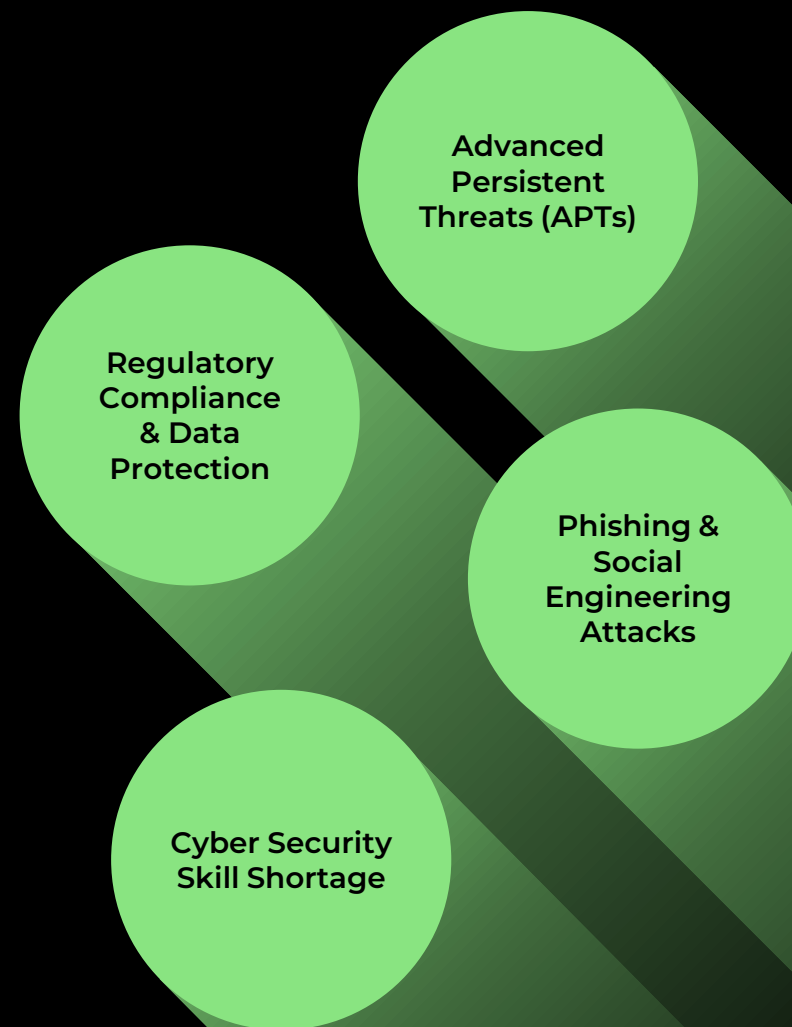 Advanced
Persistent
Threats (APTs)
Regulatory
Compliance
& Data
Protection
Phishing &
Social
Engineering
Attacks
Cyber Security
Skill Shortage